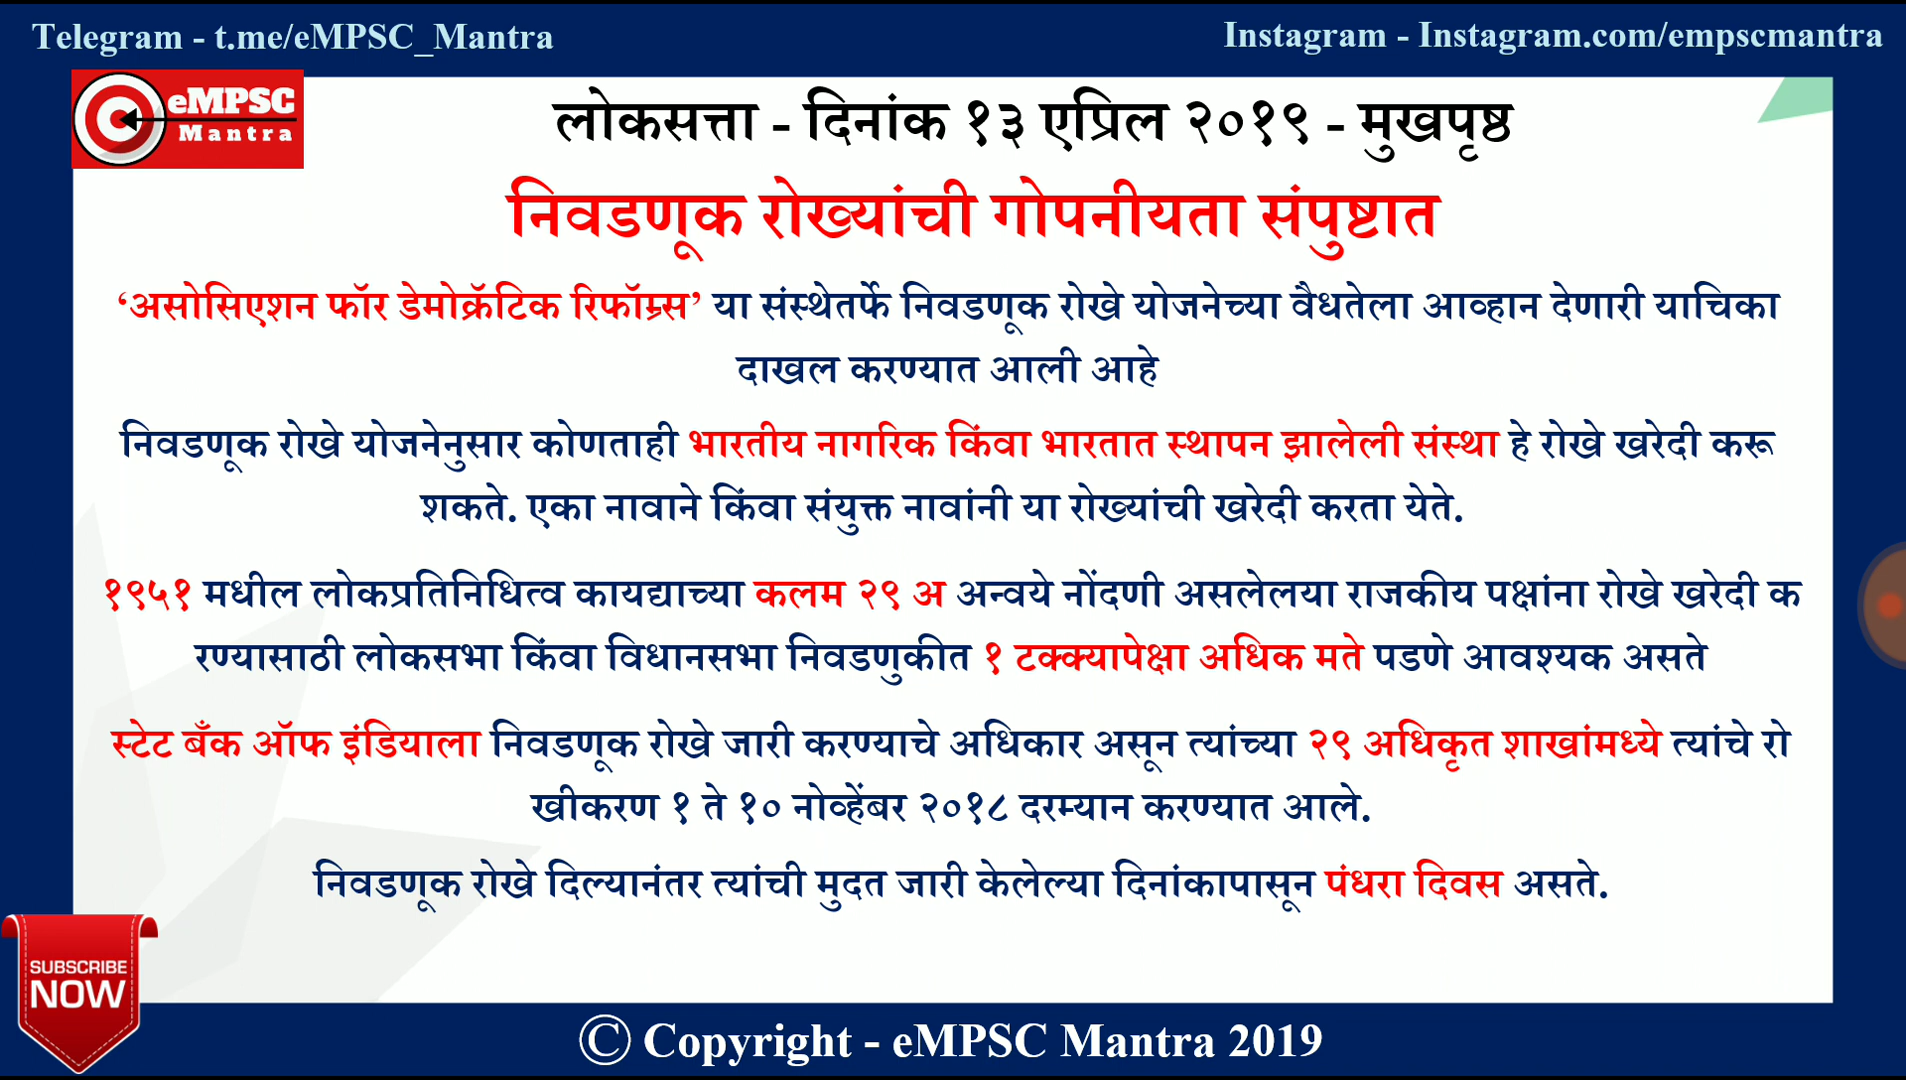 Telegram - t.me/eMPSC_Mantra
Instagram - Instagram.com/empscmantra
eMPSC
Mantra
लोकसत्ता - दिनांक १३ एप्रिल २०१९ - मुखपृष्ठ
निवडणूक रोख्यांची गोपनीयता संपुष्टात
‘असोसिएशन फॉर डेमोक्रॅटिक रिफॉम्र्स’ या संस्थेतर्फे निवडणूक रोखे योजनेच्या वैधतेला आव्हान देणारी याचिका
दाखल करण्यात आली आहे
निवडणूक रोखे योजनेनुसार कोणताही भारतीय नागरिक किंवा भारतात स्थापन झालेली संस्था हे रोखे खरेदी करू
शकते. एका नावाने किंवा संयुक्त नावांनी या रोख्यांची खरेदी करता येते.
१९५१ मधील लोकप्रतिनिधित्व कायद्याच्या कलम २९ अ अन्वये नोंदणी असलेलया राजकीय पक्षांना रोखे खरेदी क
रण्यासाठी लोकसभा किंवा विधानसभा निवडणुकीत १ टक्क्यापेक्षा अधिक मते पडणे आवश्यक असते
स्टेट बँक ऑफ इंडियाला निवडणूक रोखे जारी करण्याचे अधिकार असून त्यांच्या २९ अधिकृत शाखांमध्ये त्यांचे रो
खीकरण १ ते १० नोव्हेंबर २०१८ दरम्यान करण्यात आले.
निवडणूक रोखे दिल्यानंतर त्यांची मुदत जारी केलेल्या दिनांकापासून पंधरा दिवस असते.
SUBSCRIBE
NOW
© Copyright - eMPSC Mantra 2019